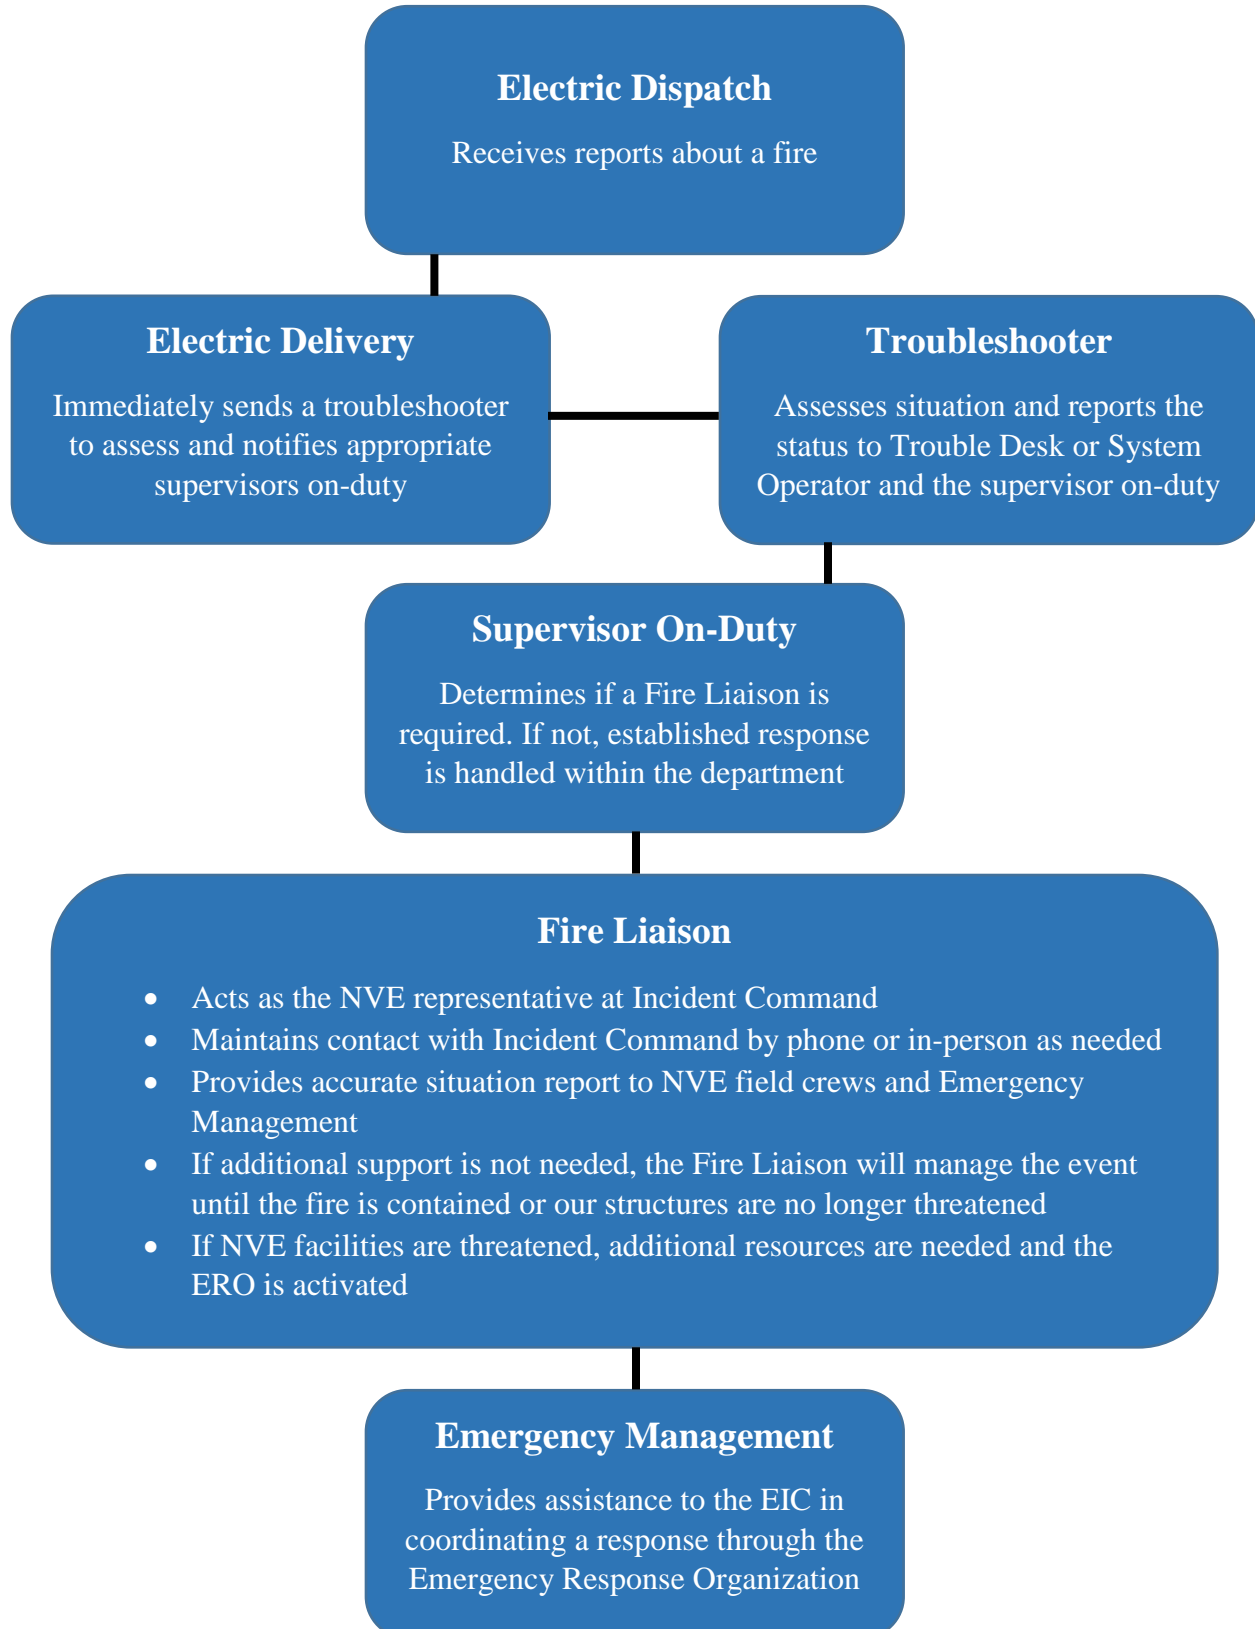 Electric Dispatch
Receives reports about a fire
Electric Delivery
Immediately sends a troubleshooter
to assess and notifies appropriate
supervisors on-duty
Troubleshooter
Assesses situation and reports the
status to Trouble Desk or System
Operator and the supervisor on-duty
Supervisor On-Duty
Determines if a Fire Liaison is
required. If not, established response
is handled within the department
Fire Liaison
• Acts as the NVE representative at Incident Command
• Maintains contact with Incident Command by phone or in-person as needed
• Provides accurate situation report to NVE field crews and Emergency
Management
• If additional support is not needed, the Fire Liaison will manage the event
until the fire is contained or our structures are no longer threatened
• If NVE facilities are threatened, additional resources are needed and the
ERO is activated
Emergency Management
Provides assistance to the EIC in
coordinating a response through the
Emergency Response Organization